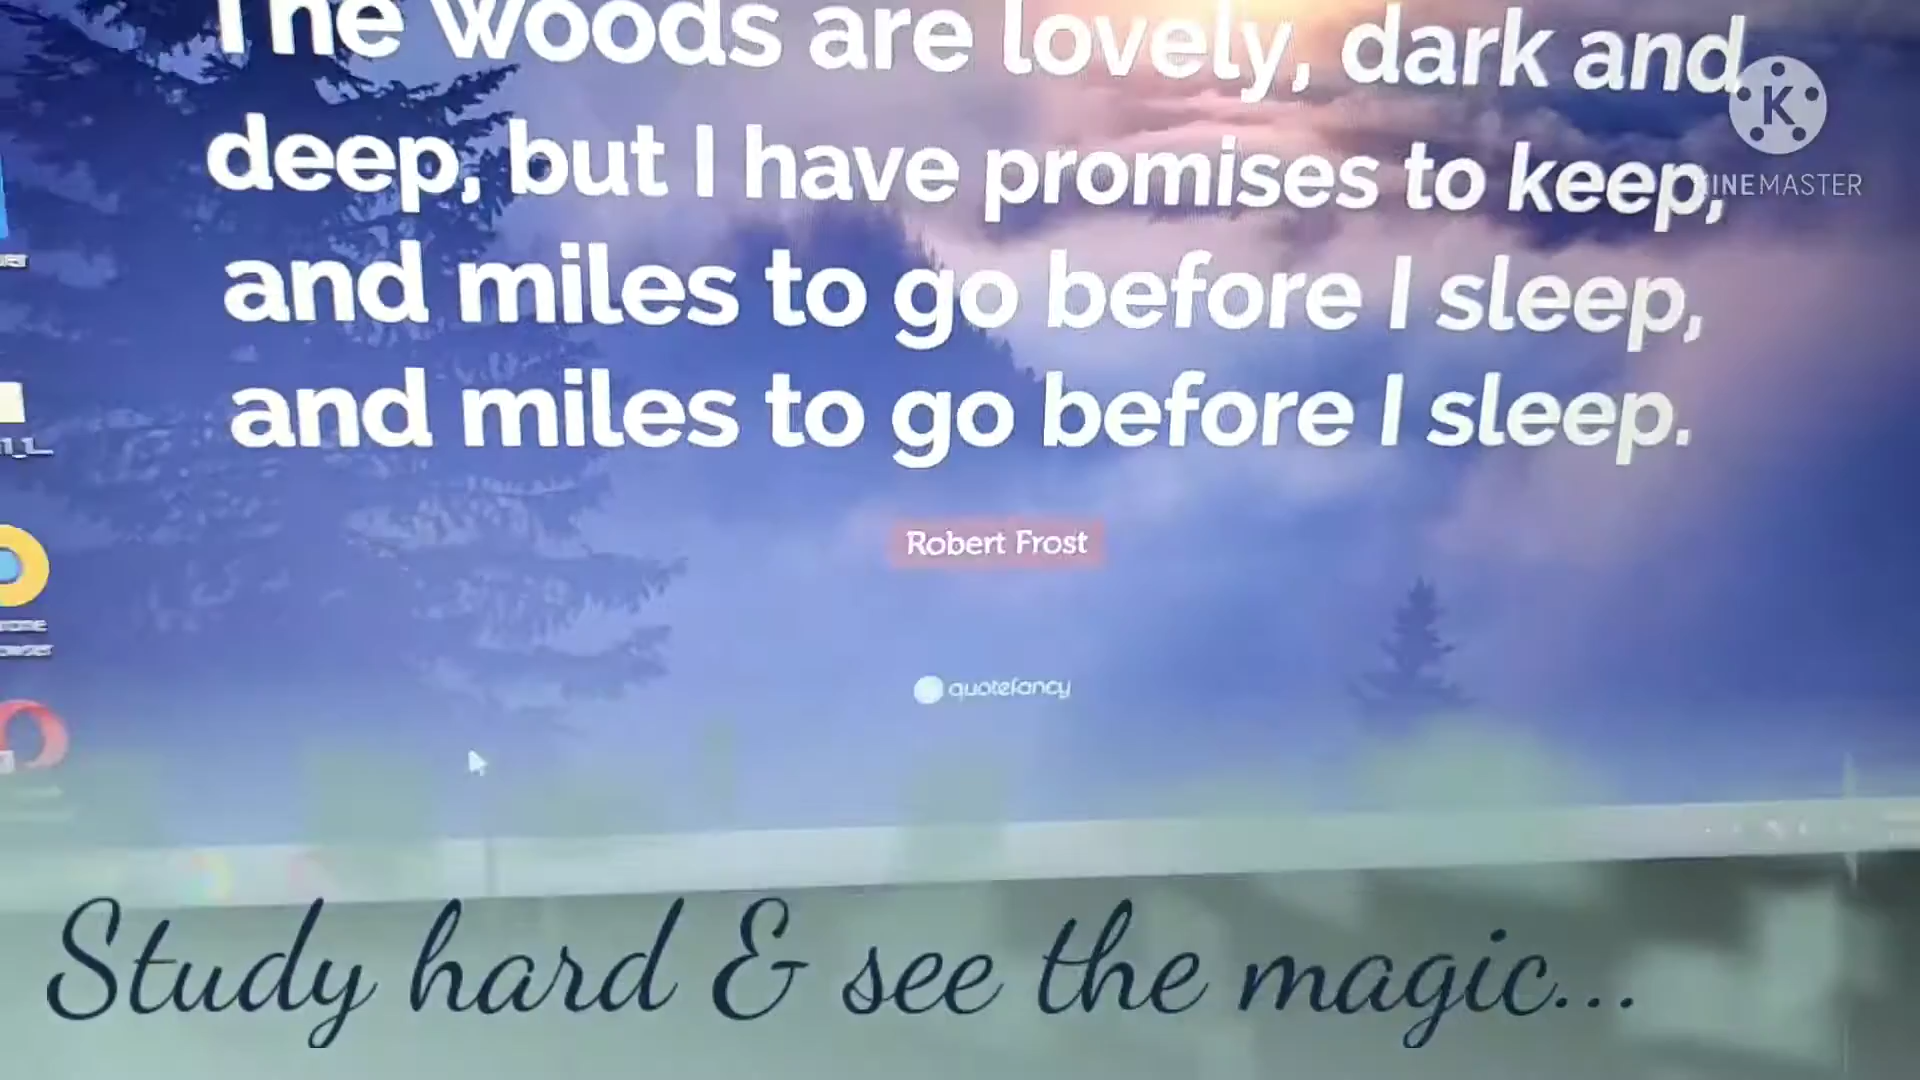 The woods are lovely, dark and
deep, but I have promises to keep,
and miles to go before I sleep,
and miles to go before I sleep.
Robert Frost
quotefancy
K
KINEMASTER
Study hard & see the magic...